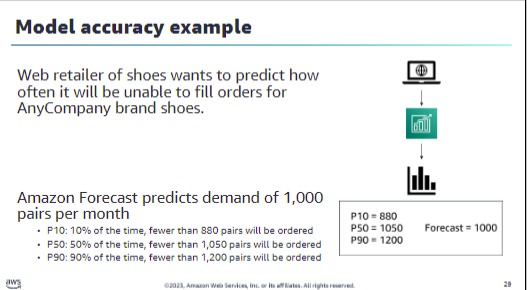 Model accuracy example
Web retailer of shoes wants to predict how
often it will be unable to fill orders for
AnyCompany brand shoes.
Amazon Forecast predicts demand of 1,000
pairs per month
• P10: 10% of the time, fewer than 880 pairs will be ordered
• P50: 50% of the time, fewer than 1,050 pairs will be ordered
• P90: 90% of the time, fewer than 1,200 pairs will be ordered
P10 = 880
P50 = 1050 Forecast = 1000
P90 = 1200
aws
©2023, Amazon Web Services, Inc. or its affiliates. All rights reserved.
29